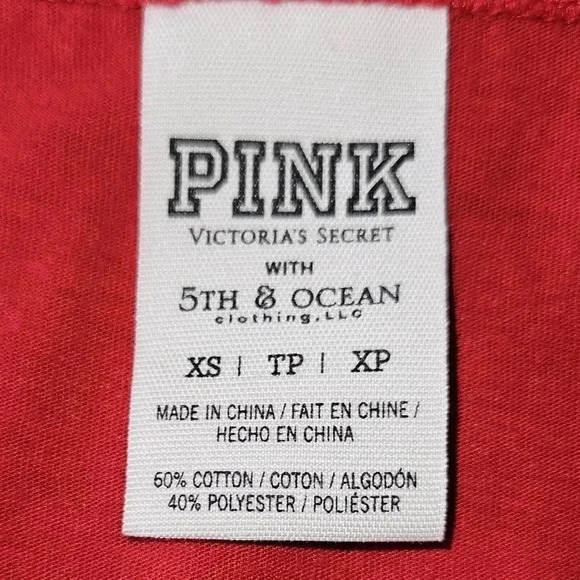 PINK
VICTORIA'S SECRET
WITH
5TH & OCEAN
clothing, LLC
XS | TP | XP
MADE IN CHINA / FAIT EN CHINE /
HECHO EN CHINA
60% COTTON / COTON / ALGODÓN
40% POLYESTER / POLIÉSTER